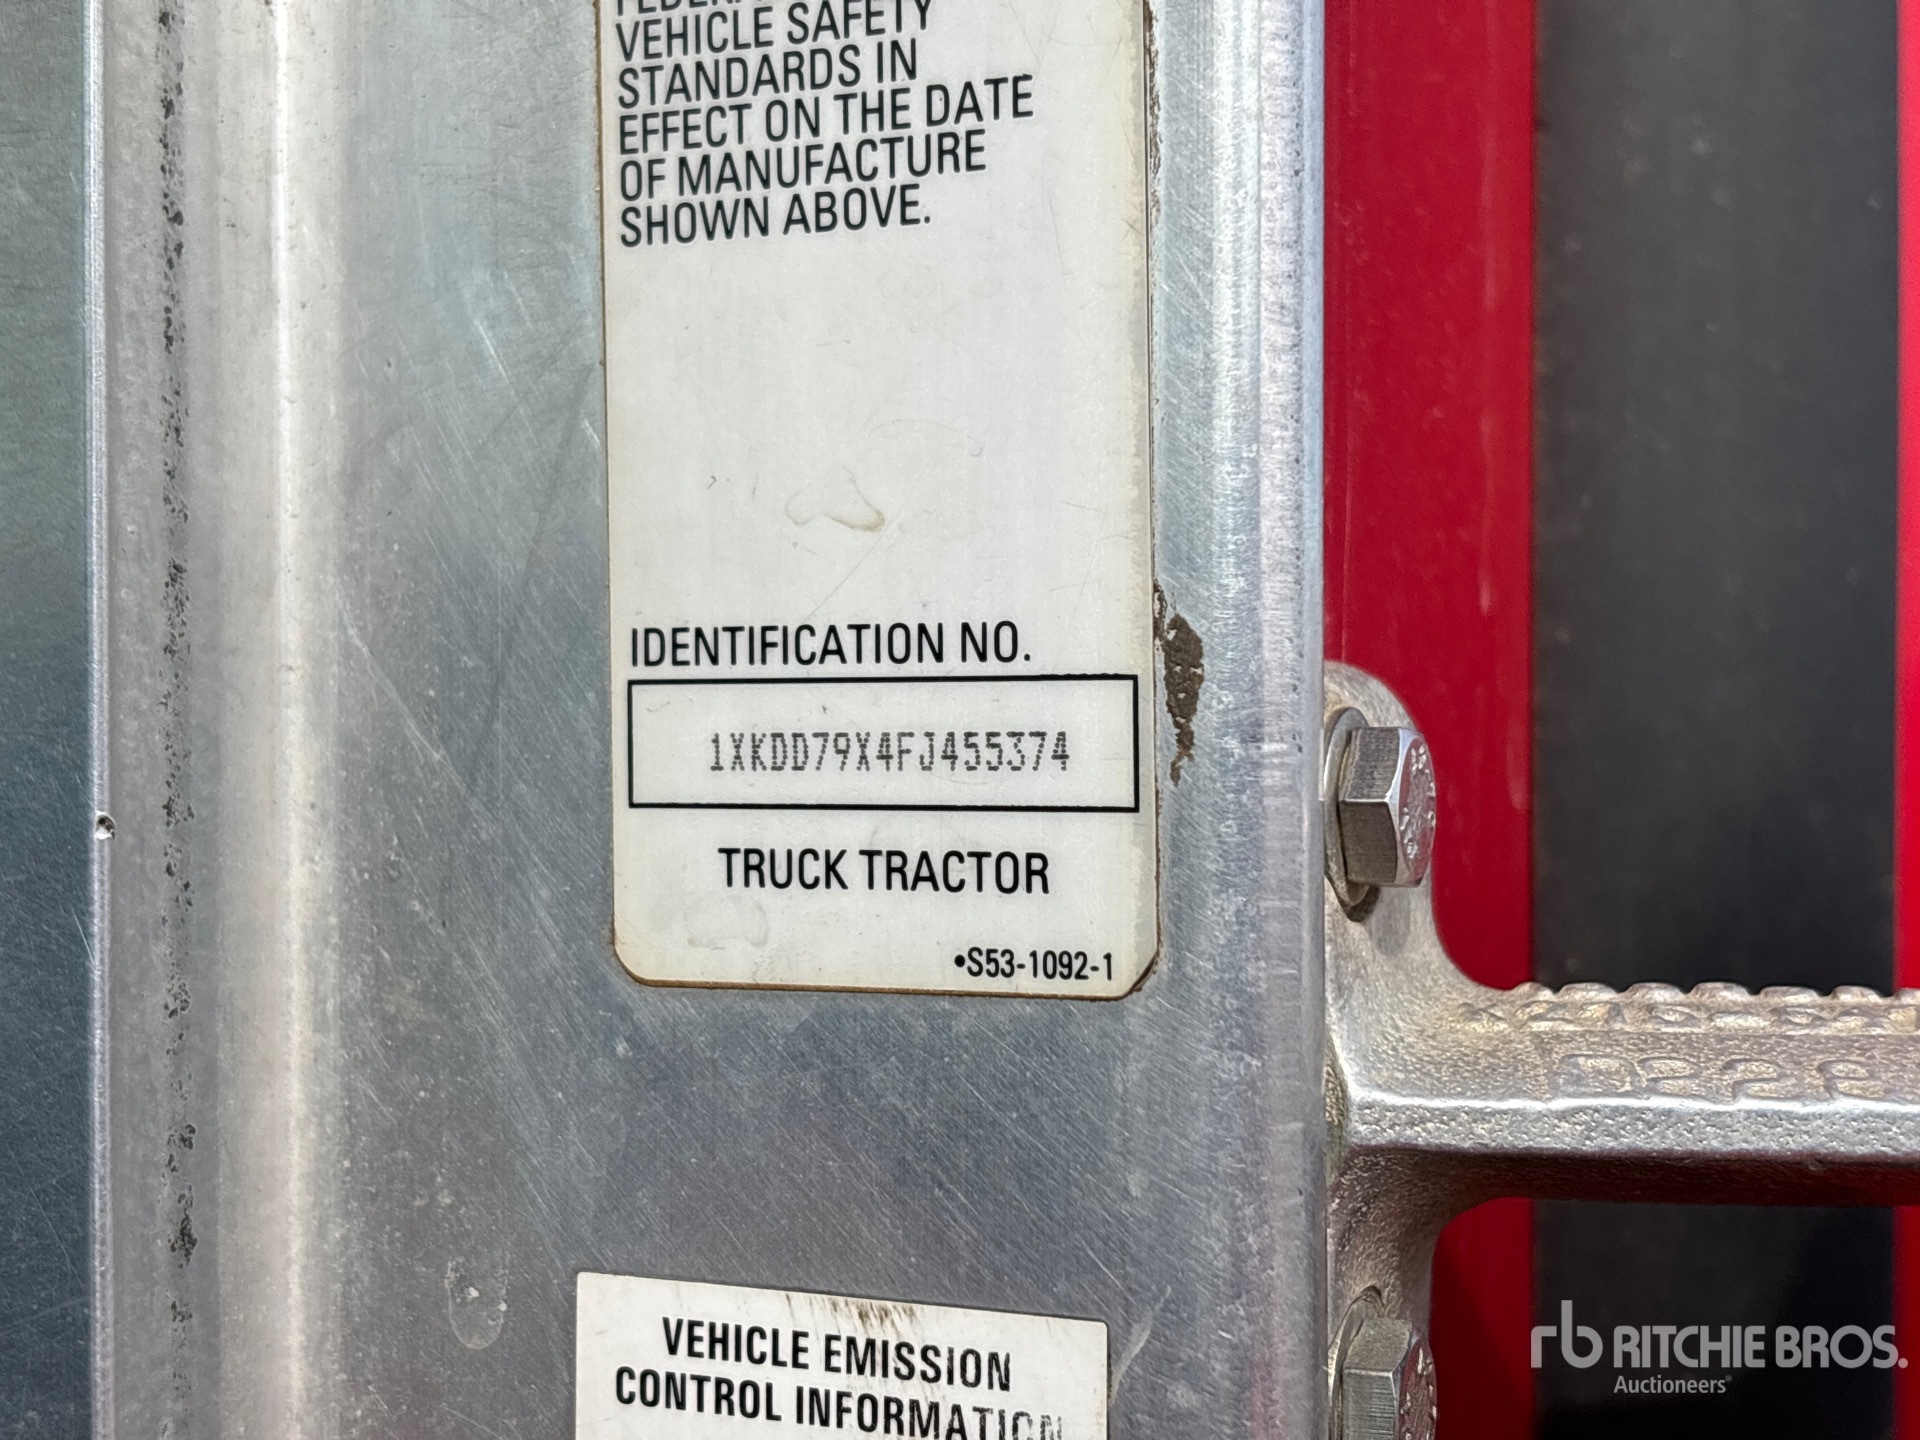 VEHICLE SAFETY
STANDARDS IN
EFFECT ON THE DATE
OF MANUFACTURE
SHOWN ABOVE.
IDENTIFICATION NO.
1XKDD79X4FJ455374
TRUCK TRACTOR
•S53-1092-1
VEHICLE EMISSION
CONTROL INFORMATION
rb RITCHIE BROS.
Auctioneers